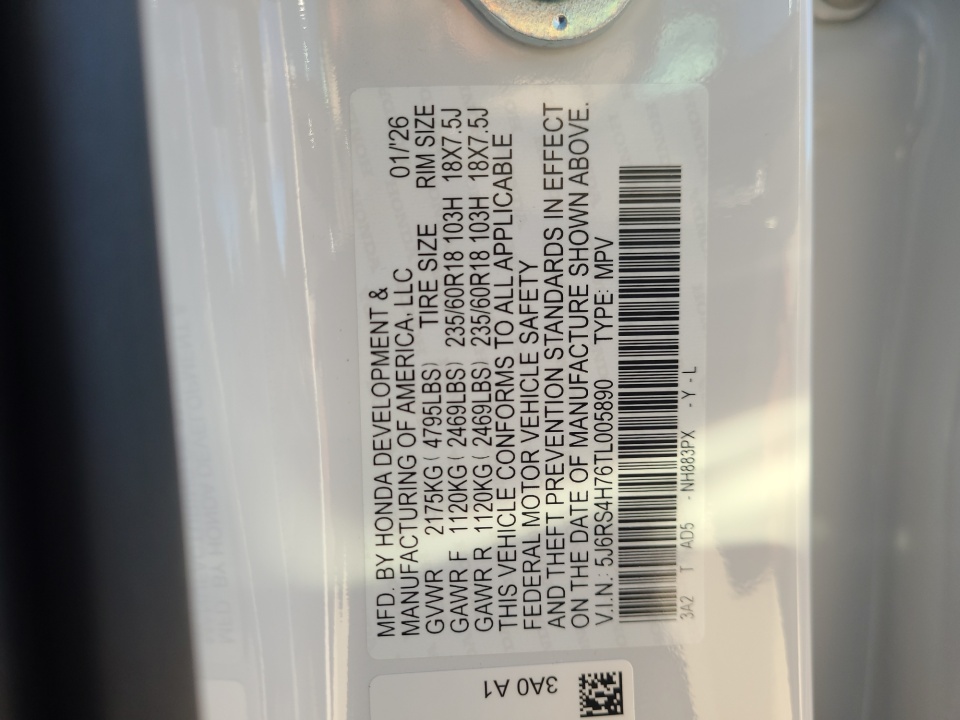 MFD. BY HONDA DEVELOPMENT &
MANUFACTURING OF AMERICA, LLC 01/'26
GVWR 2175KG ( 4795LBS) TIRE SIZE RIM SIZE
GAWR F 1120KG ( 2469LBS) 235/60R18 103H 18X7.5J
GAWR R 1120KG ( 2469LBS) 235/60R18 103H 18X7.5J
THIS VEHICLE CONFORMS TO ALL APPLICABLE
FEDERAL MOTOR VEHICLE SAFETY
AND THEFT PREVENTION STANDARDS IN EFFECT
ON THE DATE OF MANUFACTURE SHOWN ABOVE.
V.I.N.: 5J6RS4H76TL005890 TYPE: MPV
3A2 T AD5 - NH883PX - Y - L
3A0 A1